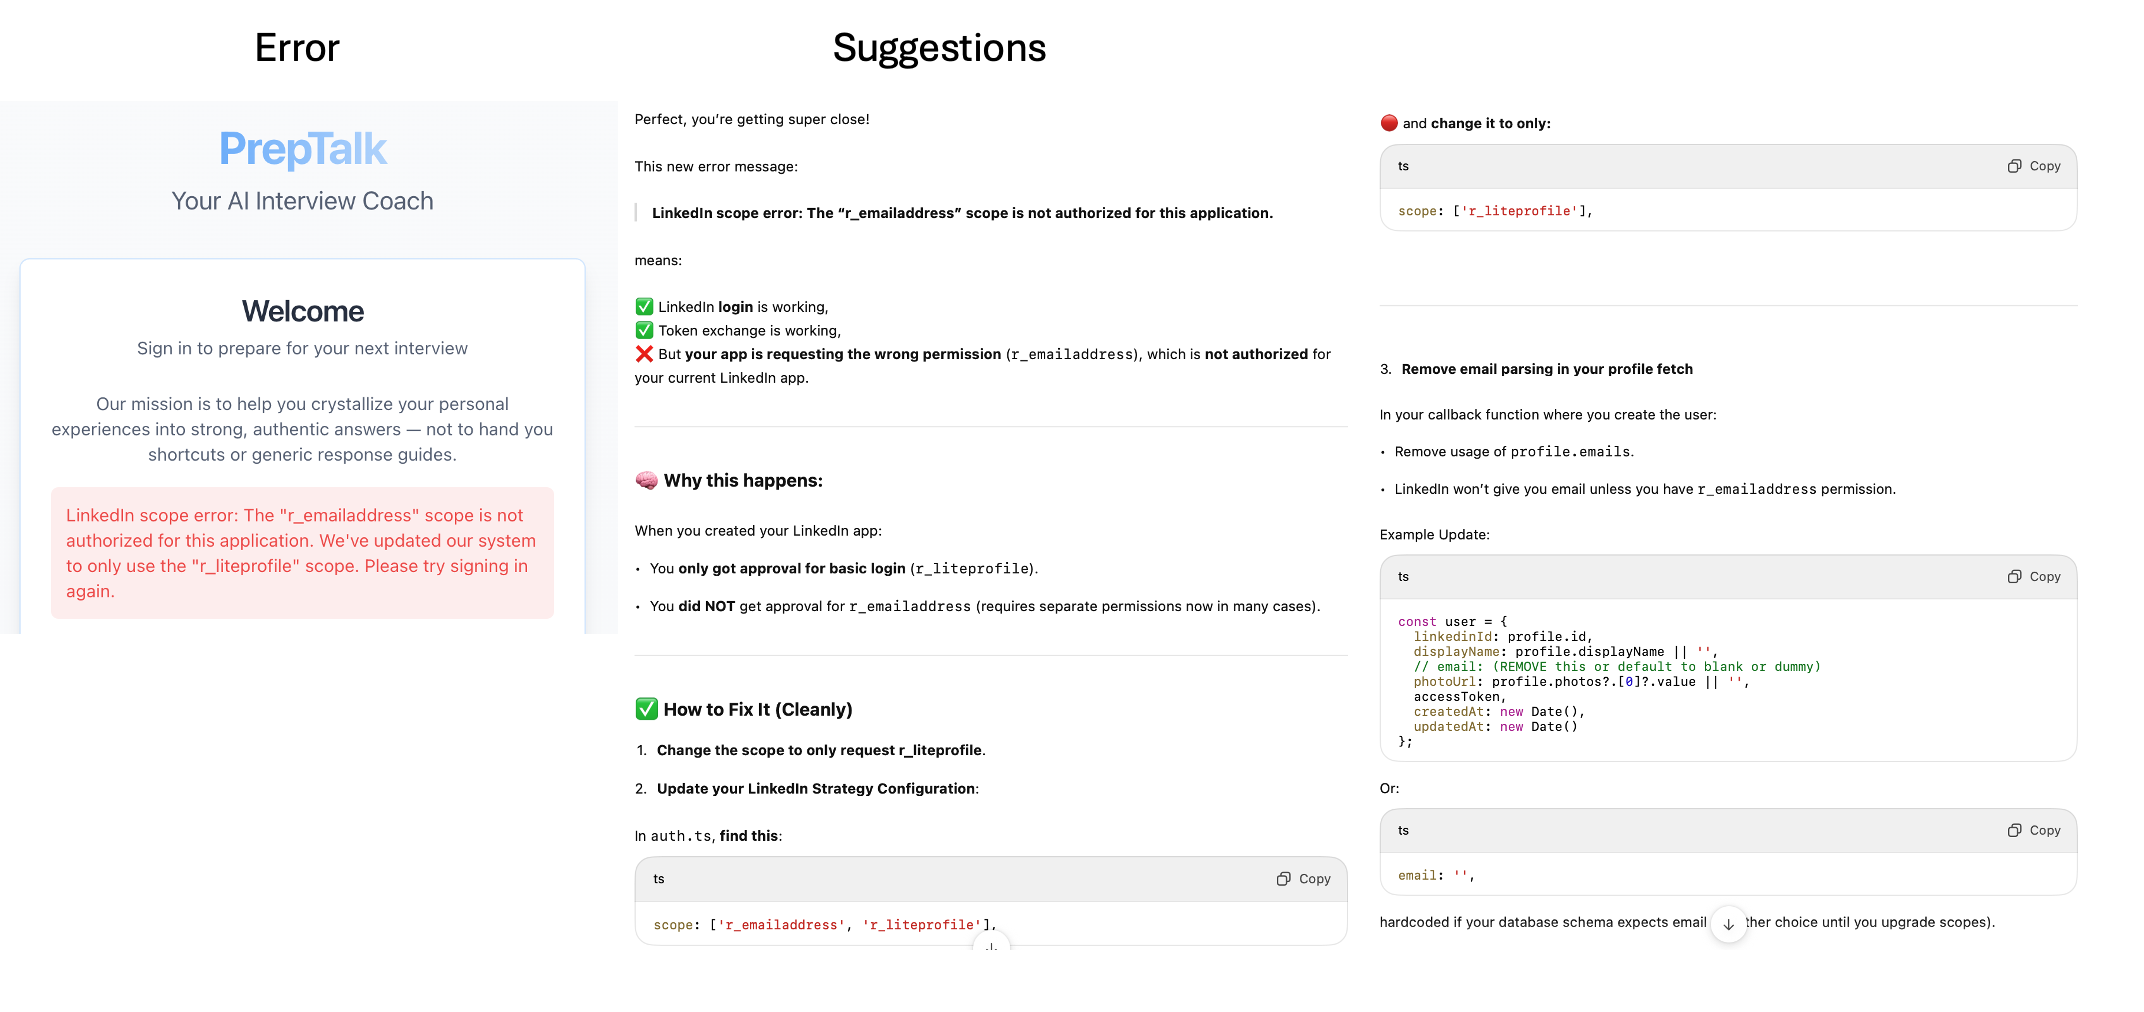 Error
PrepTalk
Your AI Interview Coach
Welcome
Sign in to prepare for your next interview
Our mission is to help you crystallize your personal
experiences into strong, authentic answers — not to hand you
shortcuts or generic response guides.
LinkedIn scope error: The "r_emailaddress" scope is not
authorized for this application. We've updated our system
to only use the "r_liteprofile" scope. Please try signing in
again.
Suggestions
Perfect, you’re getting super close!
This new error message:
LinkedIn scope error: The “r_emailaddress” scope is not authorized for this application.
means:
✅ LinkedIn login is working,
✅ Token exchange is working,
❌ But your app is requesting the wrong permission (r_emailaddress), which is not authorized for
your current LinkedIn app.
🧠 Why this happens:
When you created your LinkedIn app:
• You only got approval for basic login (r_liteprofile).
• You did NOT get approval for r_emailaddress (requires separate permissions now in many cases).
✅ How to Fix It (Cleanly)
1. Change the scope to only request r_liteprofile.
2. Update your LinkedIn Strategy Configuration:
In auth.ts, find this:
ts Copy
scope: ['r_emailaddress', 'r_liteprofile'],
🔴 and change it to only:
ts Copy
scope: ['r_liteprofile'],
3. Remove email parsing in your profile fetch
In your callback function where you create the user:
• Remove usage of profile.emails.
• LinkedIn won’t give you email unless you have r_emailaddress permission.
Example Update:
ts Copy
const user = {
linkedinId: profile.id,
displayName: profile.displayName || '',
// email: (REMOVE this or default to blank or dummy)
photoUrl: profile.photos?.[0]?.value || '',
accessToken,
createdAt: new Date(),
updatedAt: new Date()
};
Or:
ts Copy
email: '',
hardcoded if your database schema expects email ther choice until you upgrade scopes).